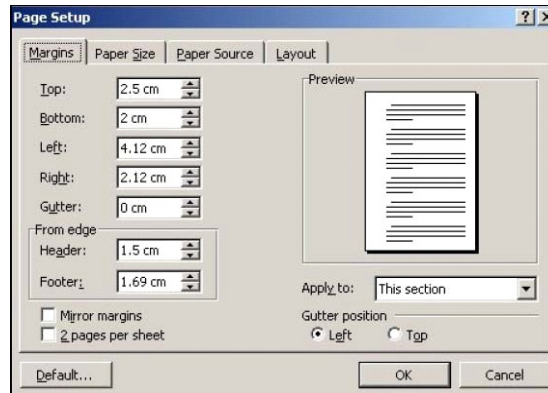 Page Setup
Margins Paper Size Paper Source Layout
Top: 2.5 cm
Bottom: 2 cm
Left: 4.12 cm
Right: 2.12 cm
Gutter: 0 cm
From edge
Header: 1.5 cm
Footer: 1.69 cm
Mirror margins
2 pages per sheet
Preview
Apply to: This section
Gutter position
Left Top
Default... OK Cancel